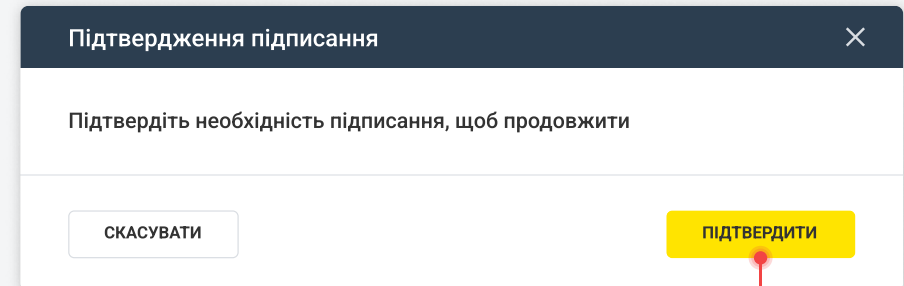 Підтвердження підписання
Підтвердіть необхідність підписання, щоб продовжити
СКАСУВАТИ
ПІДТВЕРДИТИ